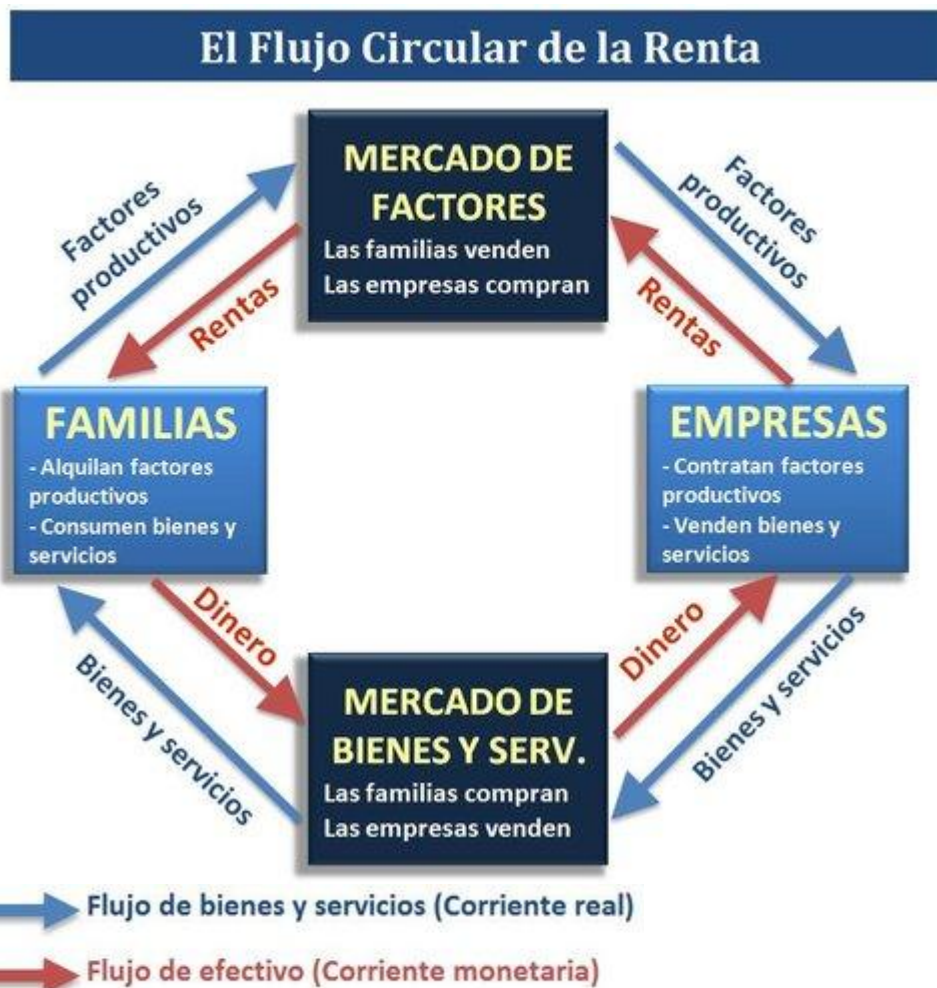 El Flujo Circular de la Renta
MERCADO DE
FACTORES
Las familias venden
Las empresas compran
Factores
productivos
Rentas
Factores
productivos
Rentas
FAMILIAS
- Alquilan factores
productivos
- Consumen bienes y
servicios
EMPRESAS
- Contratan factores
productivos
- Venden bienes y
servicios
Dinero
Bienes y servicios
Dinero
Bienes y servicios
MERCADO DE
BIENES Y SERV.
Las familias compran
Las empresas venden
Flujo de bienes y servicios (Corriente real)
Flujo de efectivo (Corriente monetaria)